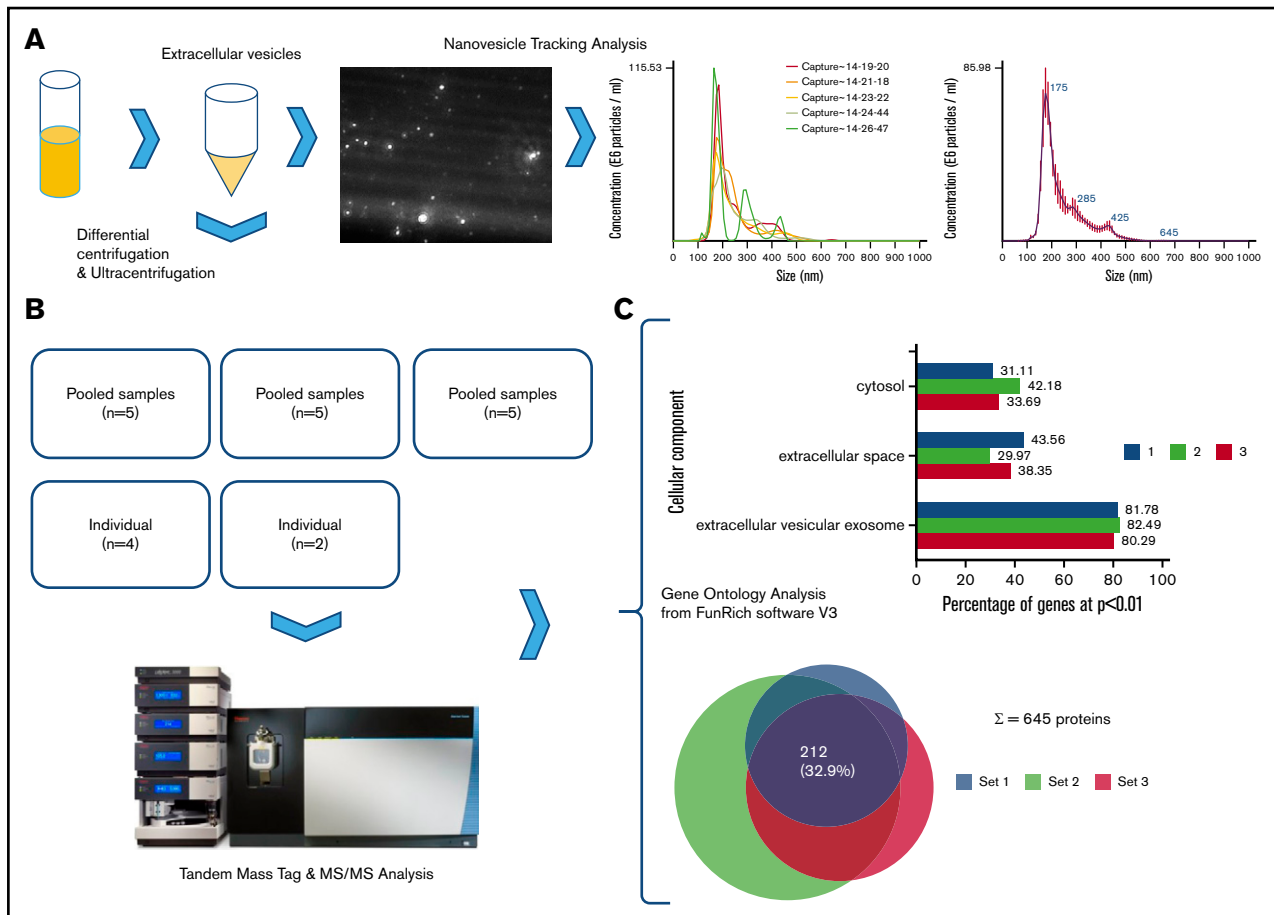 A
Extracellular vesicles
Nanovesicle Tracking Analysis
Differential
centrifugation
& Ultracentrifugation
Concentration (E6 particles / ml)
115.53
Capture~14-19-20
Capture~14-21-18
Capture~14-23-22
Capture~14-24-44
Capture~14-26-47
0 100 200 300 400 500 600 700 800 900 1000
Size (nm)
Concentration (E6 particles / ml)
85.98
175
285
425
645
0 100 200 300 400 500 600 700 800 900 1000
Size (nm)
B
Pooled samples
(n=5)
Pooled samples
(n=5)
Pooled samples
(n=5)
Individual
(n=4)
Individual
(n=2)
Tandem Mass Tag & MS/MS Analysis
C
Cellular component
cytosol
31.11
42.18
33.69
extracellular space
43.56
29.97
38.35
extracellular vesicular exosome
81.78
82.49
80.29
1 2 3
0 20 40 60 80 100
Percentage of genes at p<0.01
Gene Ontology Analysis
from FunRich software V3
212
(32.9%)
Σ = 645 proteins
Set 1 Set 2 Set 3